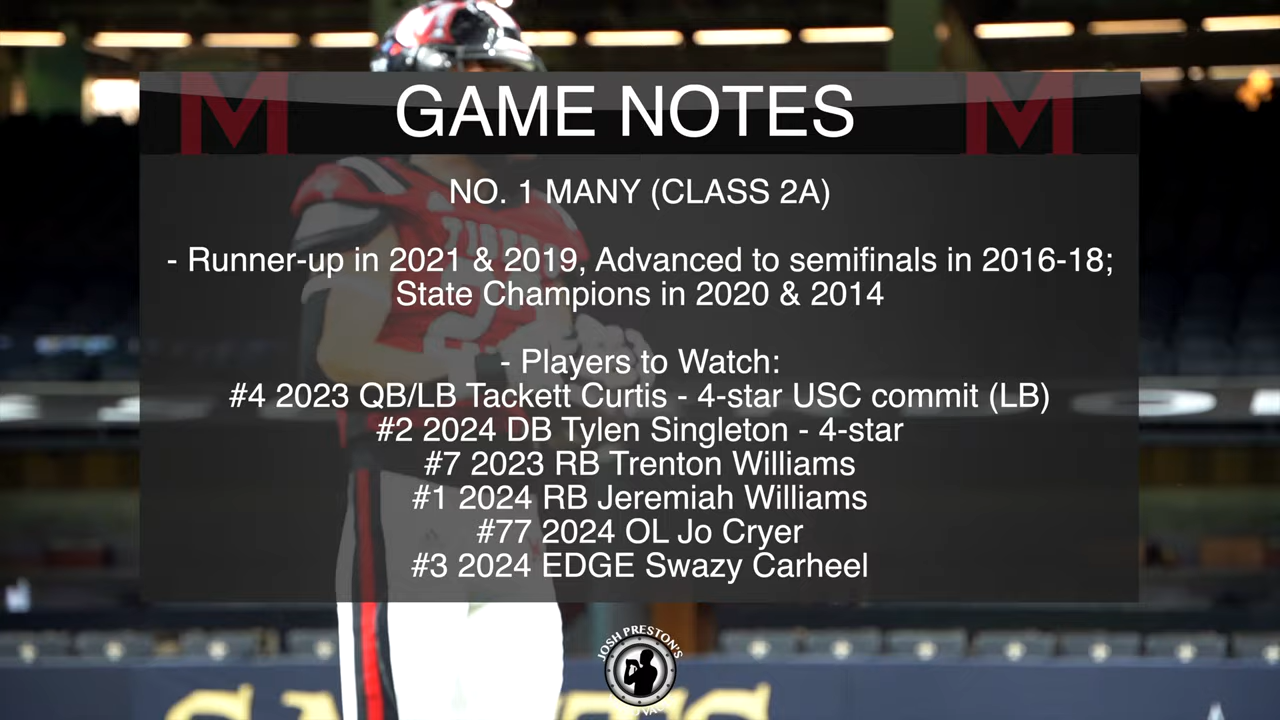 M GAME NOTES M
NO. 1 MANY (CLASS 2A)
- Runner-up in 2021 & 2019, Advanced to semifinals in 2016-18;
State Champions in 2020 & 2014
- Players to Watch:
#4 2023 QB/LB Tackett Curtis - 4-star USC commit (LB)
#2 2024 DB Tylen Singleton - 4-star
#7 2023 RB Trenton Williams
#1 2024 RB Jeremiah Williams
#77 2024 OL Jo Cryer
#3 2024 EDGE Swazy Carheel
JOSH PRESTON'S